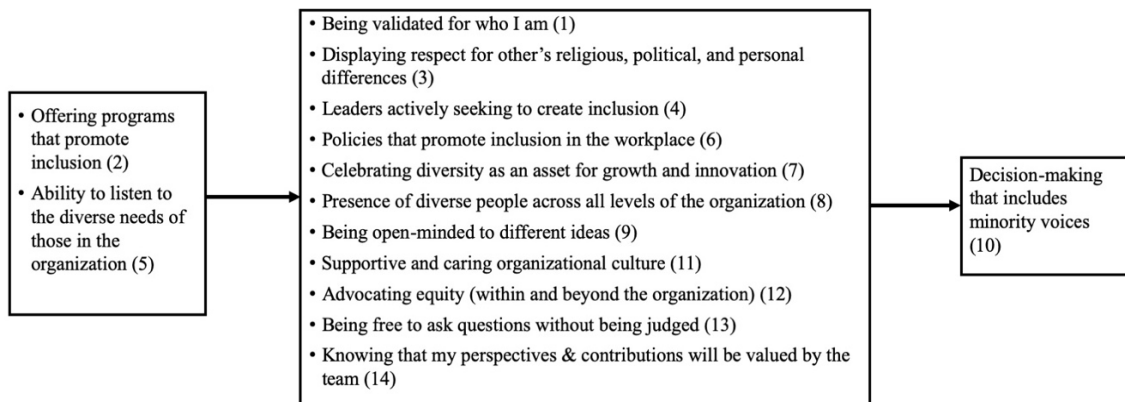 • Offering programs
that promote
inclusion (2)
• Ability to listen to
the diverse needs of
those in the
organization (5)
• Being validated for who I am (1)
• Displaying respect for other’s religious, political, and personal
differences (3)
• Leaders actively seeking to create inclusion (4)
• Policies that promote inclusion in the workplace (6)
• Celebrating diversity as an asset for growth and innovation (7)
• Presence of diverse people across all levels of the organization (8)
• Being open-minded to different ideas (9)
• Supportive and caring organizational culture (11)
• Advocating equity (within and beyond the organization) (12)
• Being free to ask questions without being judged (13)
• Knowing that my perspectives & contributions will be valued by the
team (14)
Decision-making
that includes
minority voices
(10)